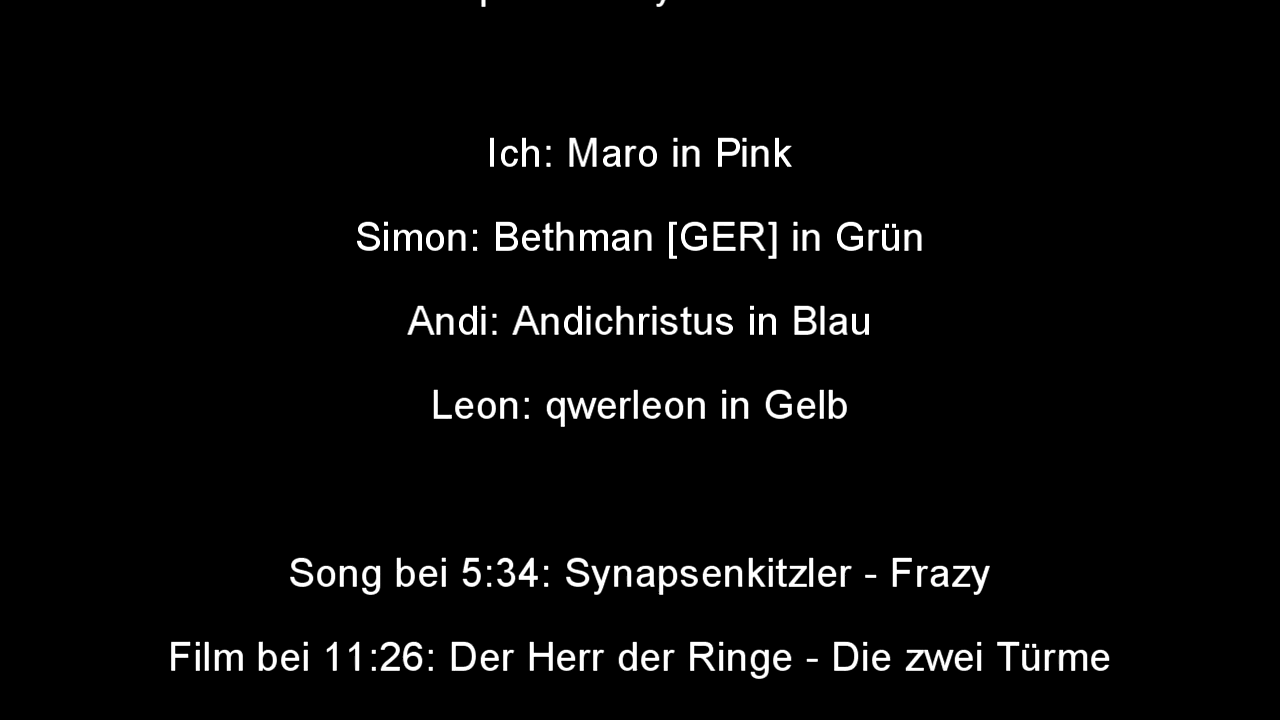 Ich: Maro in Pink
Simon: Bethman [GER] in Grün
Andi: Andichristus in Blau
Leon: qwerleon in Gelb
Song bei 5:34: Synapsenkitzler - Frazy
Film bei 11:26: Der Herr der Ringe - Die zwei Türme